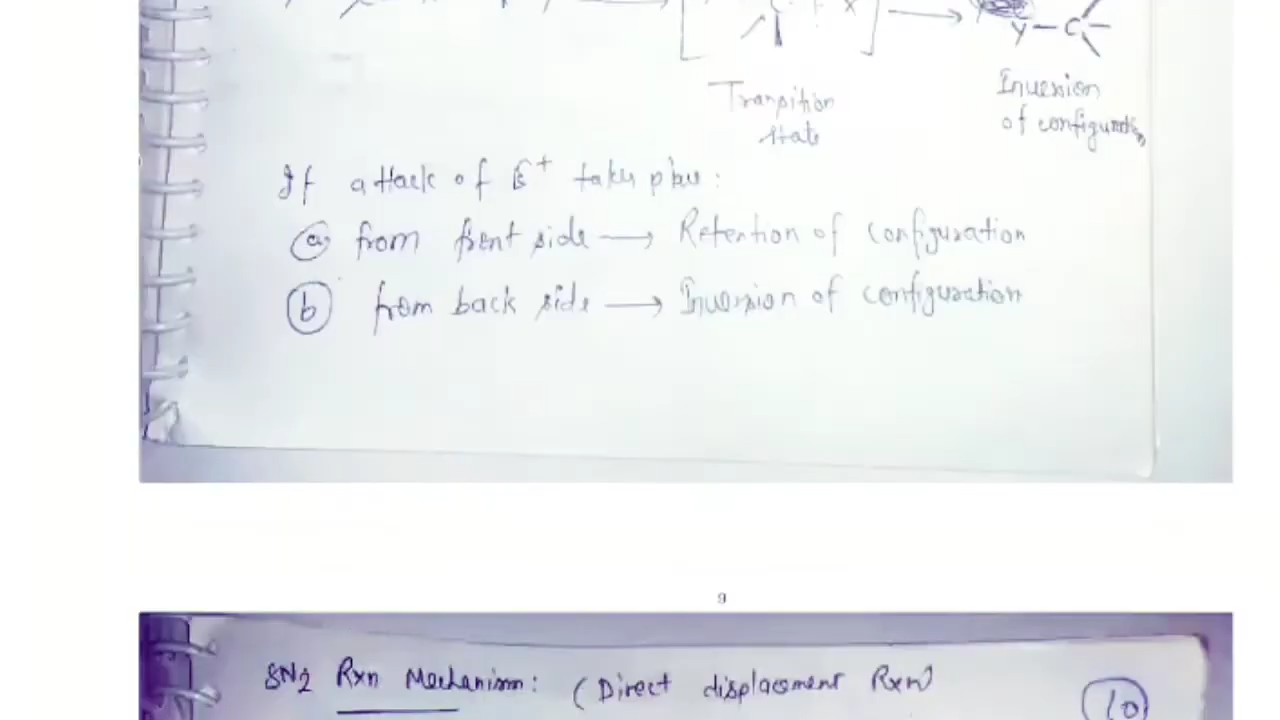 Y—C
Transition
state
Inversion
of configuratn
If attack of E+ takes place:
(a) from front side → Retention of configuration
(b) from back side → Inversion of configuration
9
SN2 Rxn Mechanism: (Direct displacement Rxn)
10